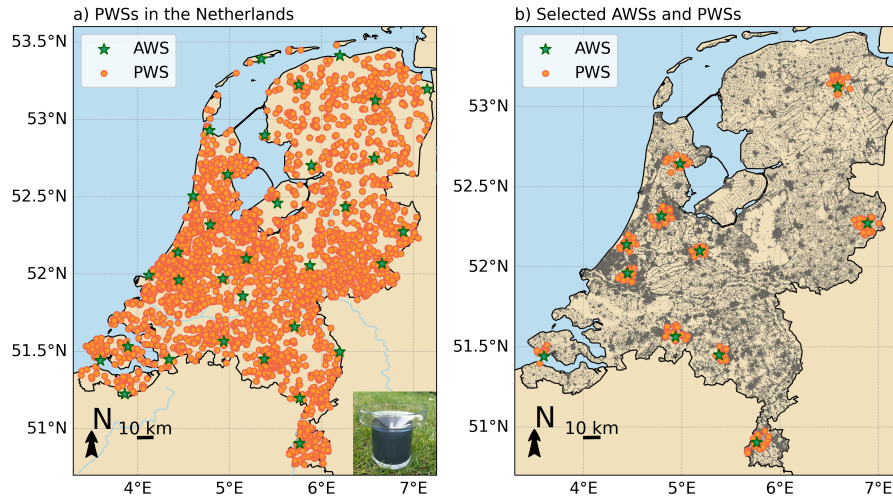 a) PWSs in the Netherlands
53.5°N
53°N
52.5°N
52°N
51.5°N
51°N
AWS
PWS
N
10 km
4°E 5°E 6°E 7°E
b) Selected AWSs and PWSs
53°N
52.5°N
52°N
51.5°N
51°N
AWS
PWS
N
10 km
4°E 5°E 6°E 7°E